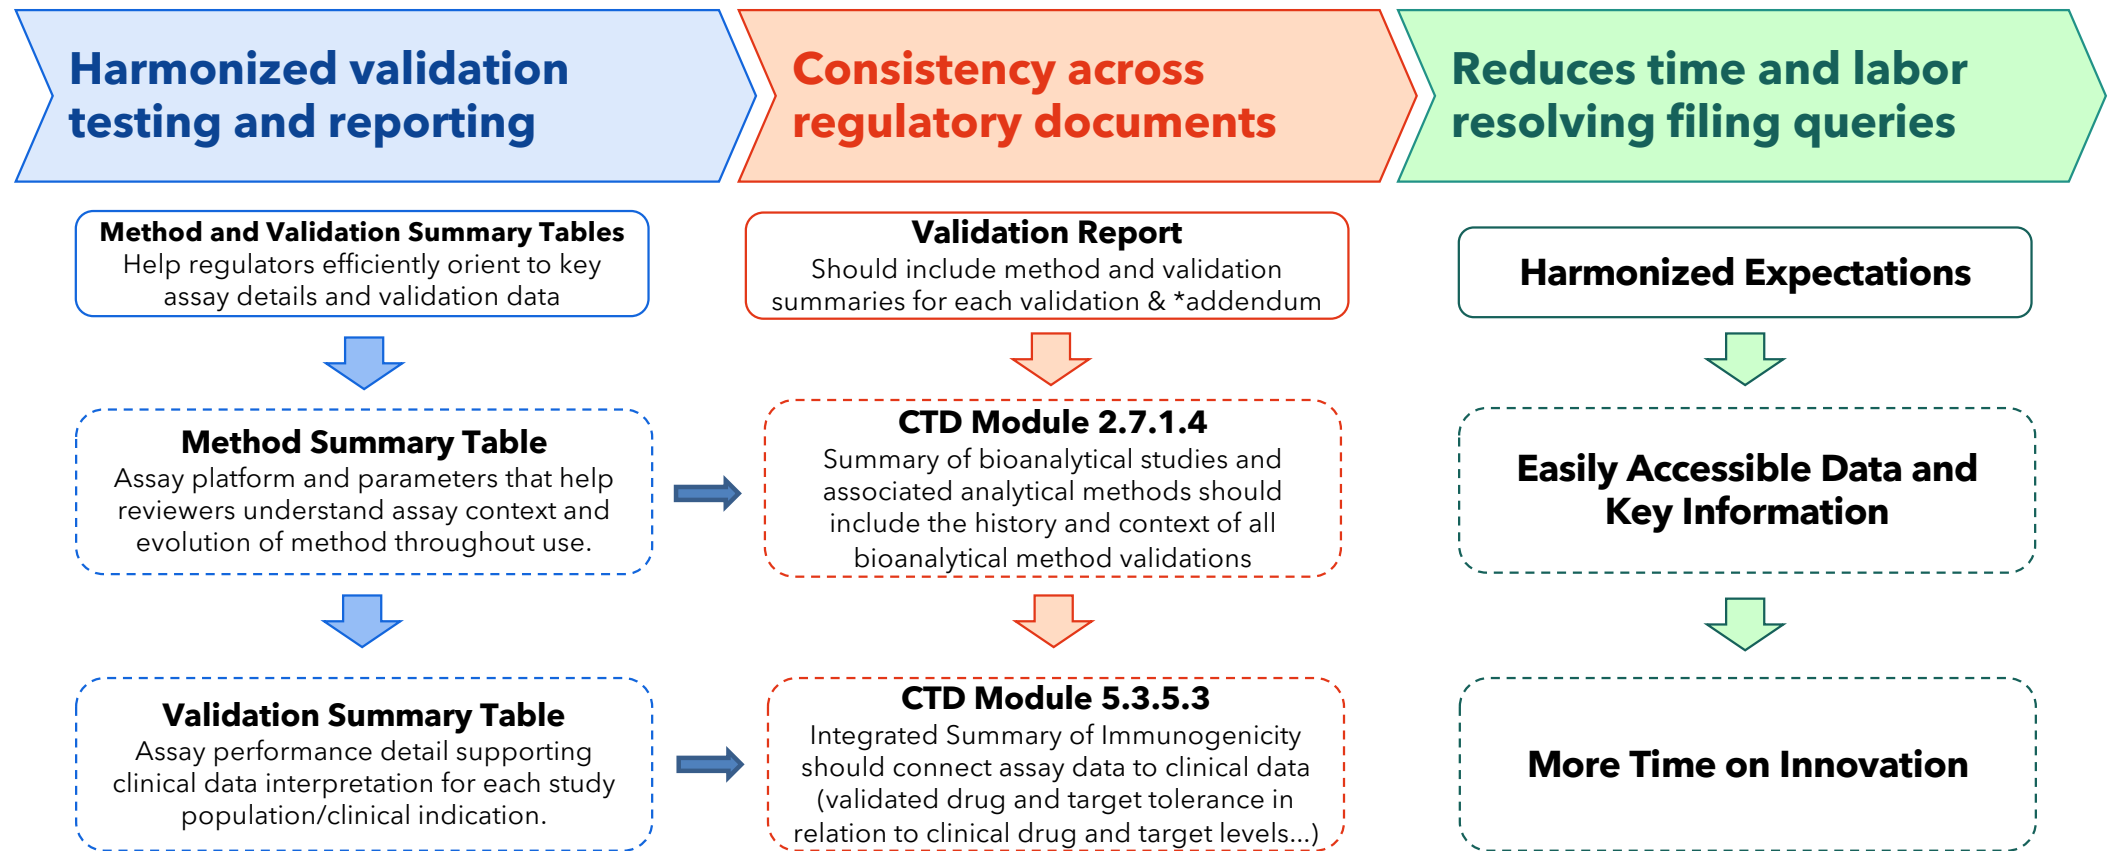 Harmonized validation
testing and reporting
Consistency across
regulatory documents
Reduces time and labor
resolving filing queries
Method and Validation Summary Tables
Help regulators efficiently orient to key
assay details and validation data
Validation Report
Should include method and validation
summaries for each validation & *addendum
Harmonized Expectations
Method Summary Table
Assay platform and parameters that help
reviewers understand assay context and
evolution of method throughout use.
CTD Module 2.7.1.4
Summary of bioanalytical studies and
associated analytical methods should
include the history and context of all
bioanalytical method validations
Easily Accessible Data and
Key Information
Validation Summary Table
Assay performance detail supporting
clinical data interpretation for each study
population/clinical indication.
CTD Module 5.3.5.3
Integrated Summary of Immunogenicity
should connect assay data to clinical data
(validated drug and target tolerance in
relation to clinical drug and target levels...)
More Time on Innovation